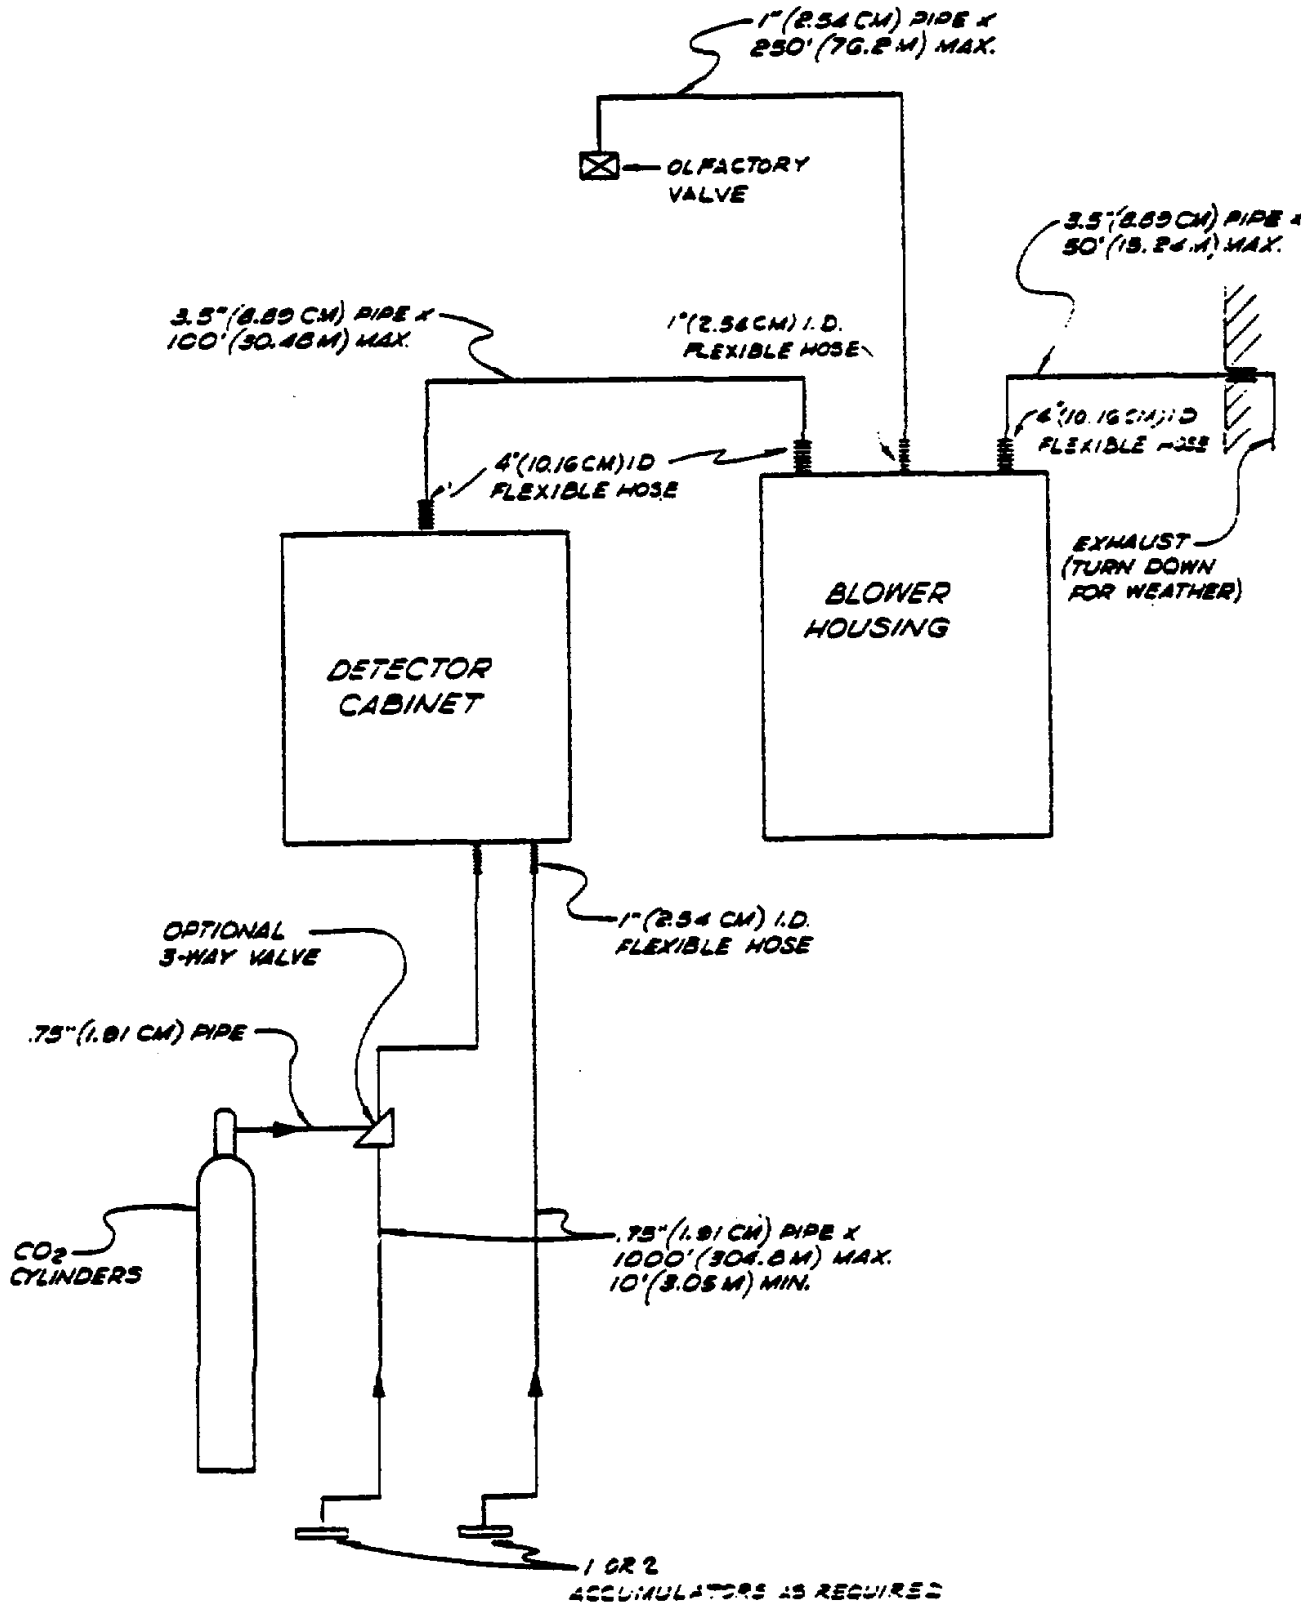 1" (2.54 CM) PIPE X
250' (76.2 M) MAX.
OLFACTORY
VALVE
3.5" (8.89 CM) PIPE X
50' (15.24 M) MAX.
3.5" (8.89 CM) PIPE X
100' (30.48 M) MAX.
1" (2.54 CM) I.D.
FLEXIBLE HOSE
4" (10.16 CM) I.D
FLEXIBLE HOSE
4" (10.16 CM) I D
FLEXIBLE HOSE
EXHAUST
(TURN DOWN
FOR WEATHER)
BLOWER
HOUSING
DETECTOR
CABINET
1" (2.54 CM) I.D.
FLEXIBLE HOSE
OPTIONAL
3-WAY VALVE
.75" (1.91 CM) PIPE
CO2
CYLINDERS
.75" (1.91 CM) PIPE X
1000' (304.8 M) MAX.
10' (3.05 M) MIN.
1 OR 2
ACCUMULATORS AS REQUIRED